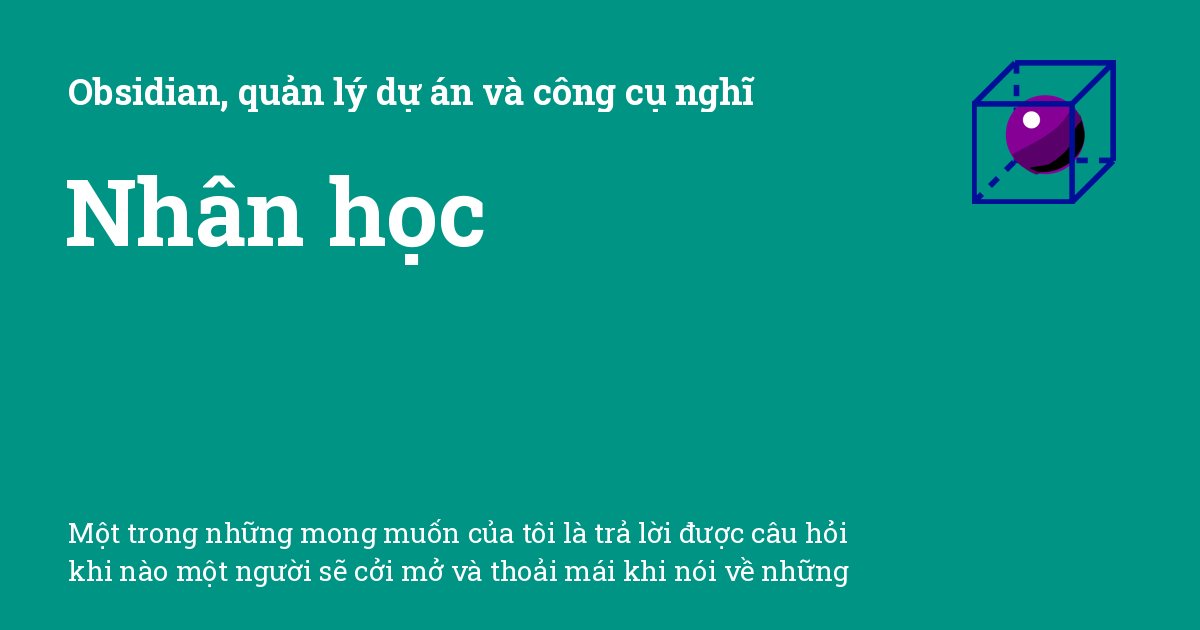 Obsidian, quản lý dự án và công cụ nghĩ
Nhân học
Một trong những mong muốn của tôi là trả lời được câu hỏi
khi nào một người sẽ cởi mở và thoải mái khi nói về những